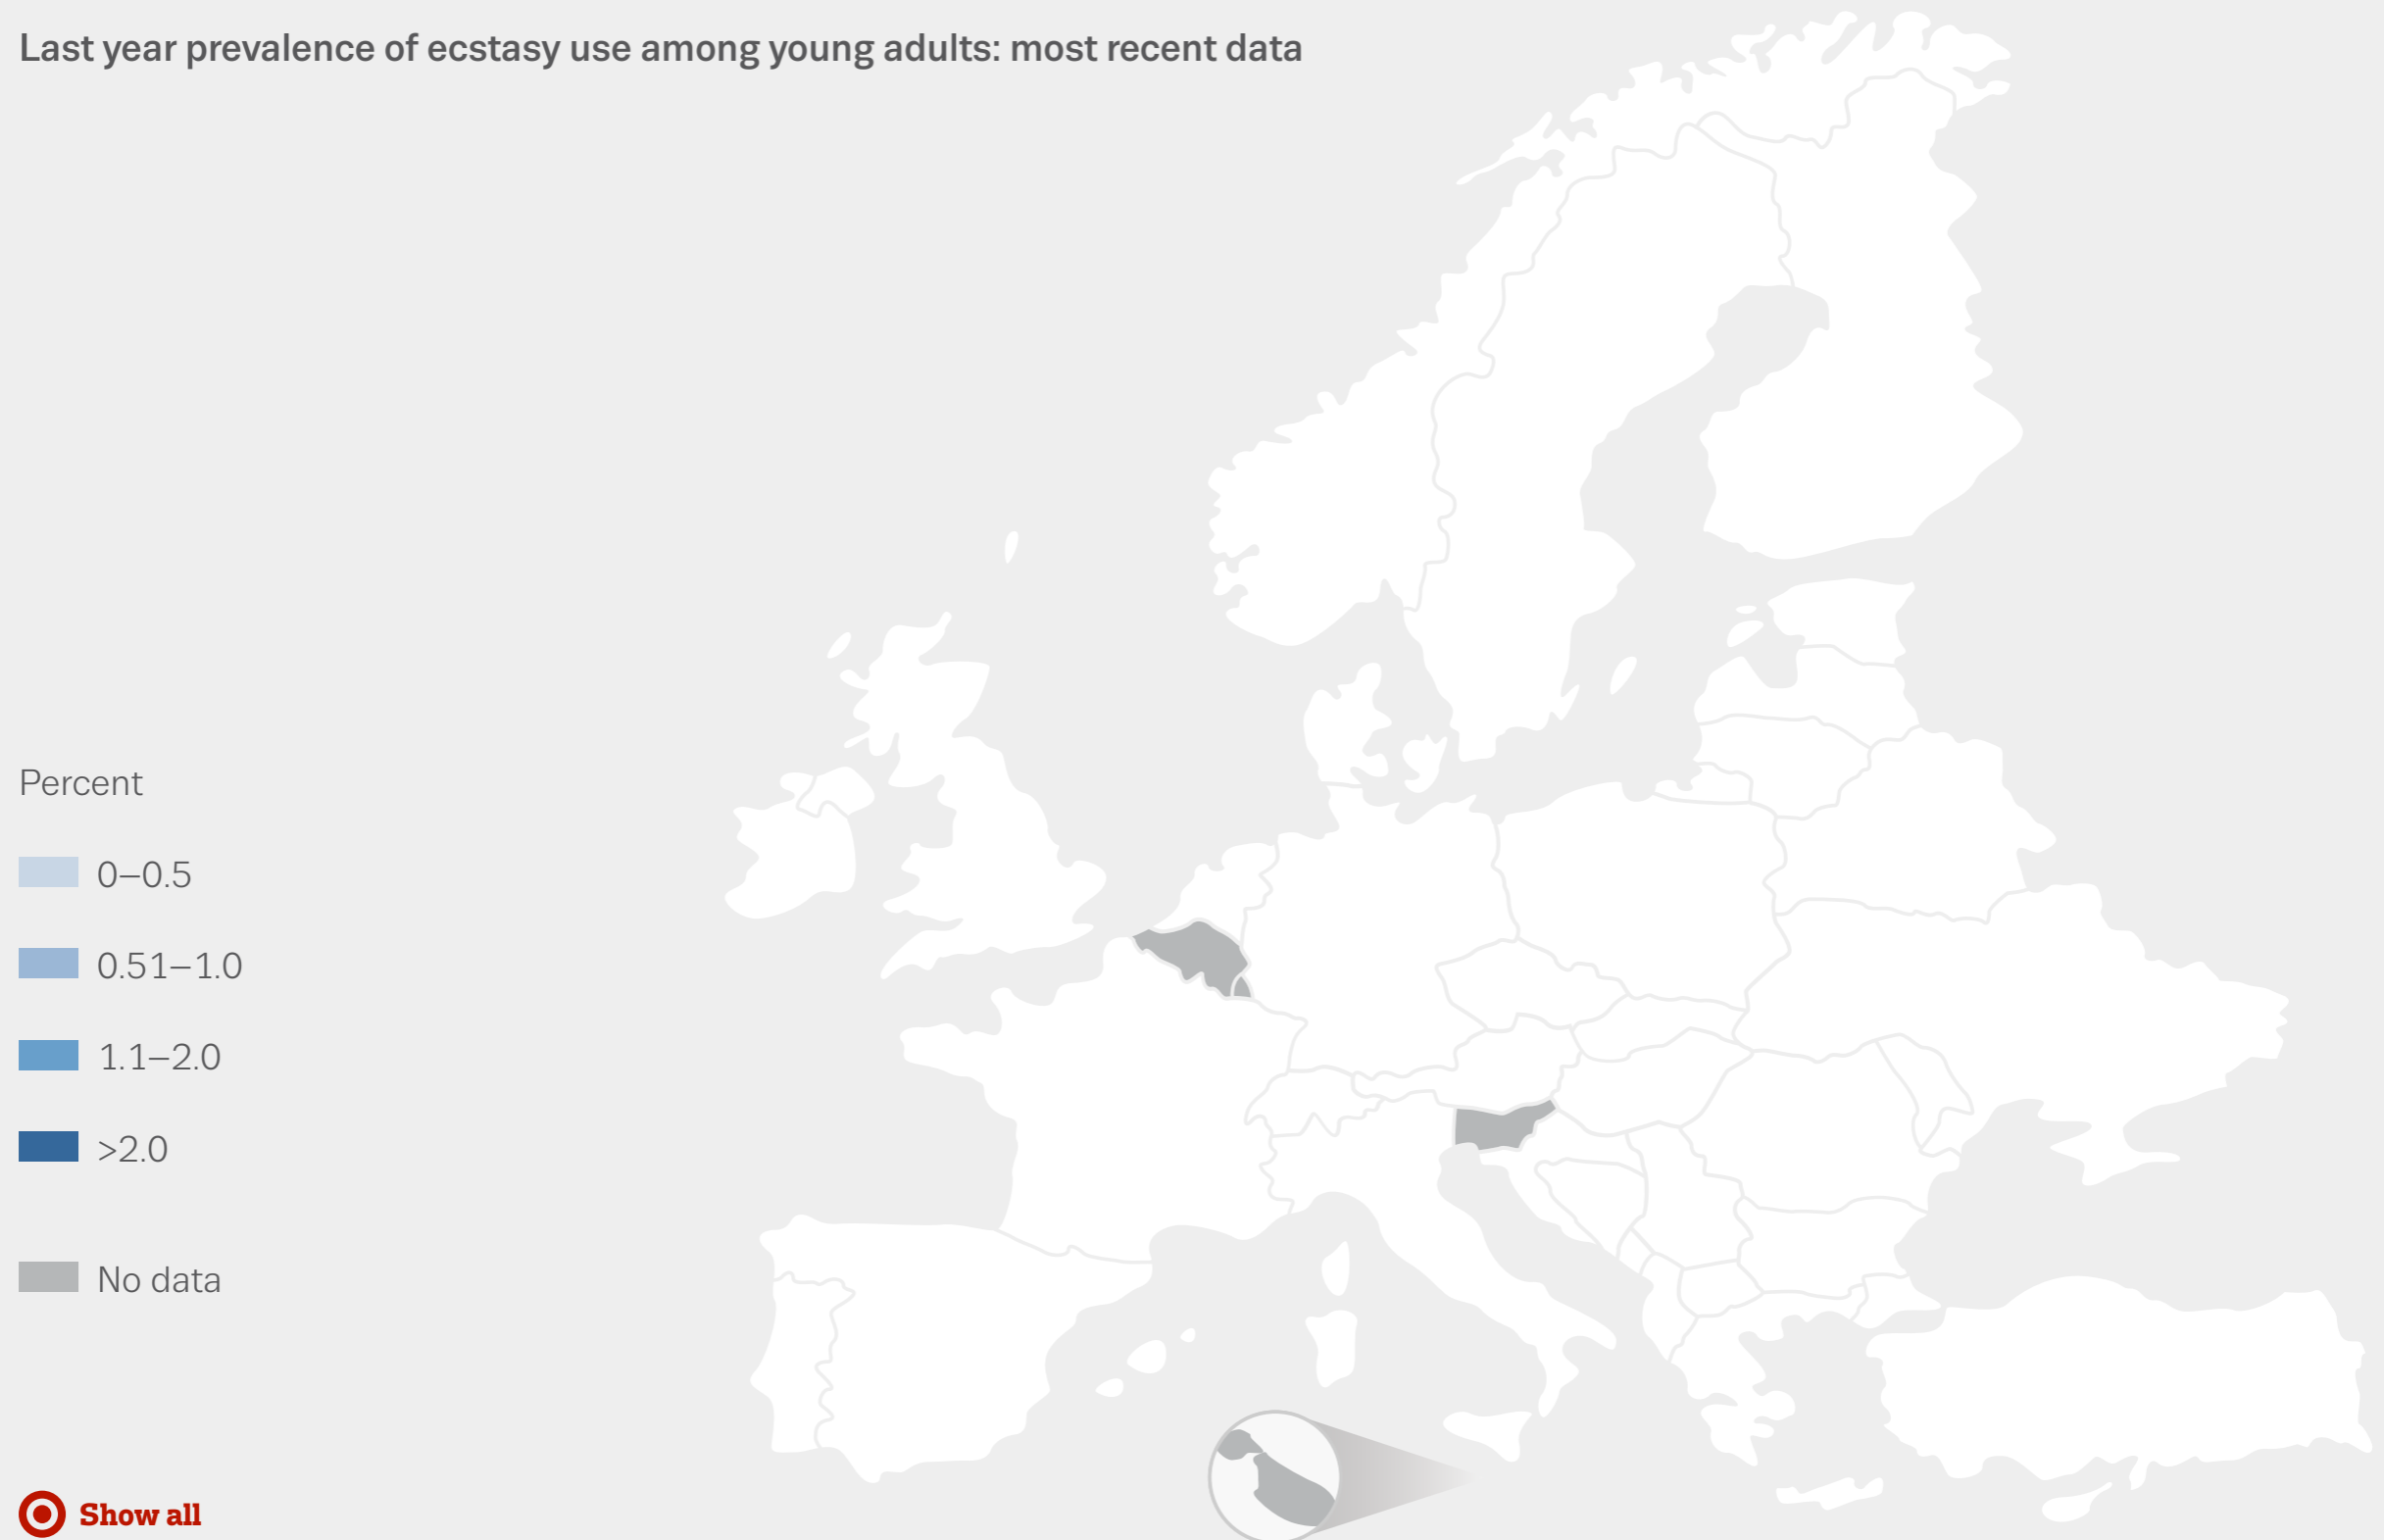 Last year prevalence of ecstasy use among young adults: most recent data
Percent
0–0.5
0.51–1.0
1.1–2.0
>2.0
No data
Show all